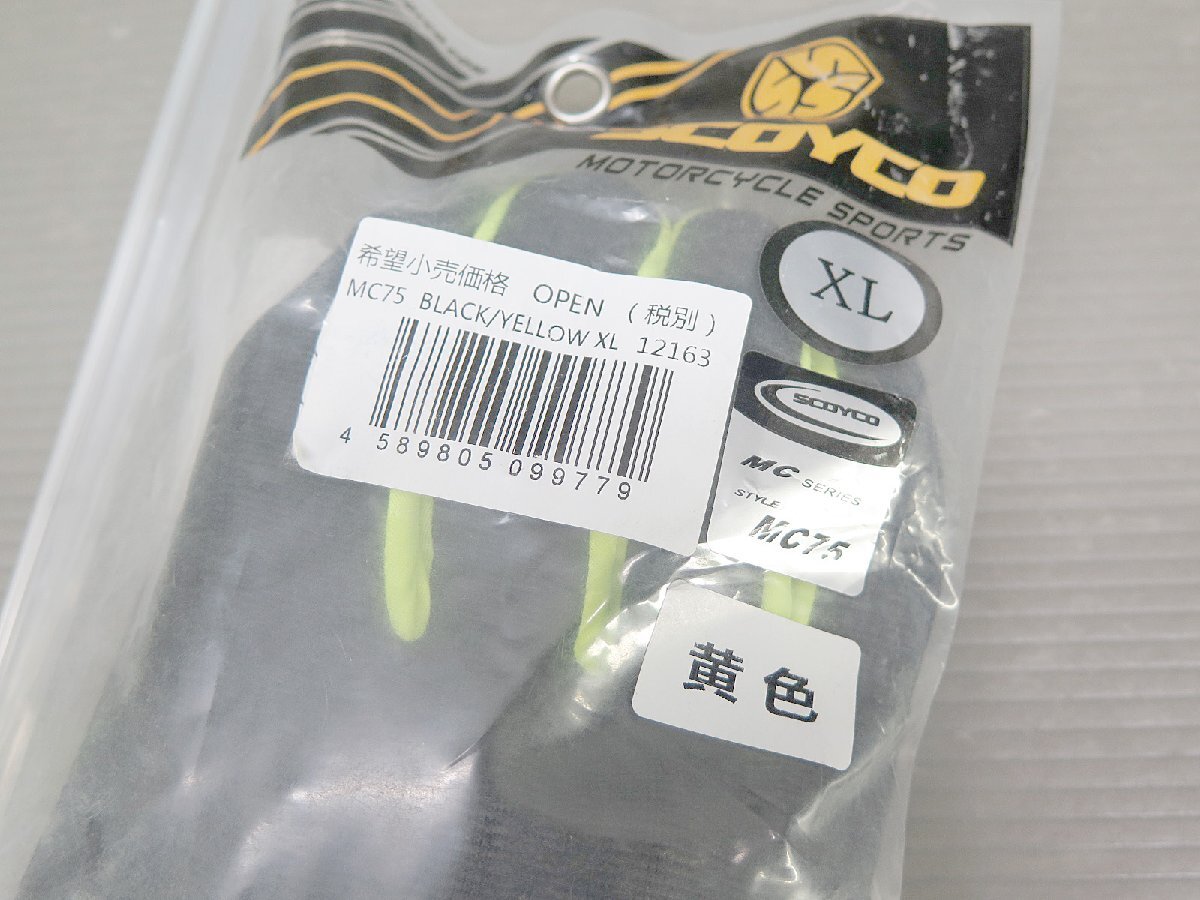 SCOYCO
MOTORCYCLE SPORTS
XL
希望小売価格 OPEN (税別)
MC75 BLACK/YELLOW XL 12163
4 589805 099779
SCOYCO
MC SERIES
STYLE
MC75
黄色